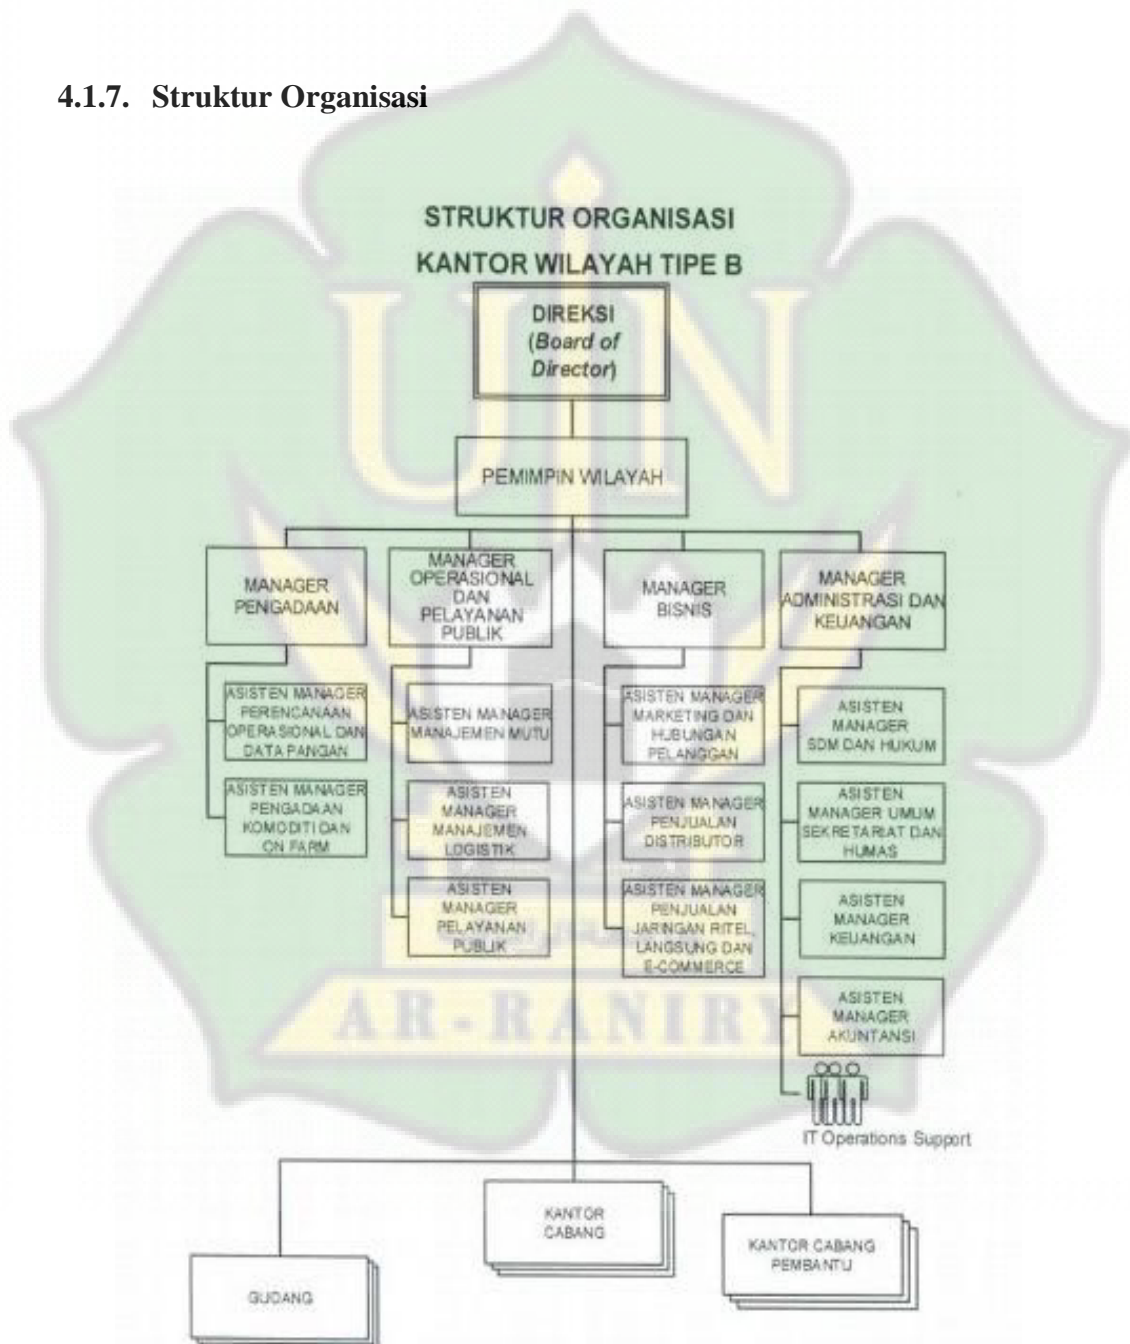 4.1.7. Struktur Organisasi
STRUKTUR ORGANISASI
KANTOR WILAYAH TIPE B
DIREKSI
(Board of
Director)
PEMIMPIN WILAYAH
MANAGER
PENGADAAN
MANAGER
OPERASIONAL
DAN
PELAYANAN
PUBLIK
MANAGER
BISNIS
MANAGER
ADMINISTRASI DAN
KEUANGAN
ASISTEN MANAGER
PERENCANAAN
OPERASIONAL DAN
DATA PANGAN
ASISTEN MANAGER
PENGADAAN
KOMODITI DAN
ON FARM
ASISTEN MANAGER
MANAJEMEN MUTU
ASISTEN
MANAGER
MANAJEMEN
LOGISTIK
ASISTEN
MANAGER
PELAYANAN
PUBLIK
ASISTEN MANAGER
MARKETING DAN
HUBUNGAN
PELANGGAN
ASISTEN MANAGER
PENJUALAN
DISTRIBUTOR
ASISTEN MANAGER
PENJUALAN
JARINGAN RITEL,
LANGSUNG DAN
E-COMMERCE
ASISTEN
MANAGER
SDM DAN HUKUM
ASISTEN
MANAGER UMUM
SEKRETARIAT DAN
HUMAS
ASISTEN
MANAGER
KEUANGAN
ASISTEN
MANAGER
AKUNTANSI
IT Operations Support
KANTOR
CABANG
KANTOR CABANG
PEMBANTU
GUDANG
UIN
AR-RANIRY